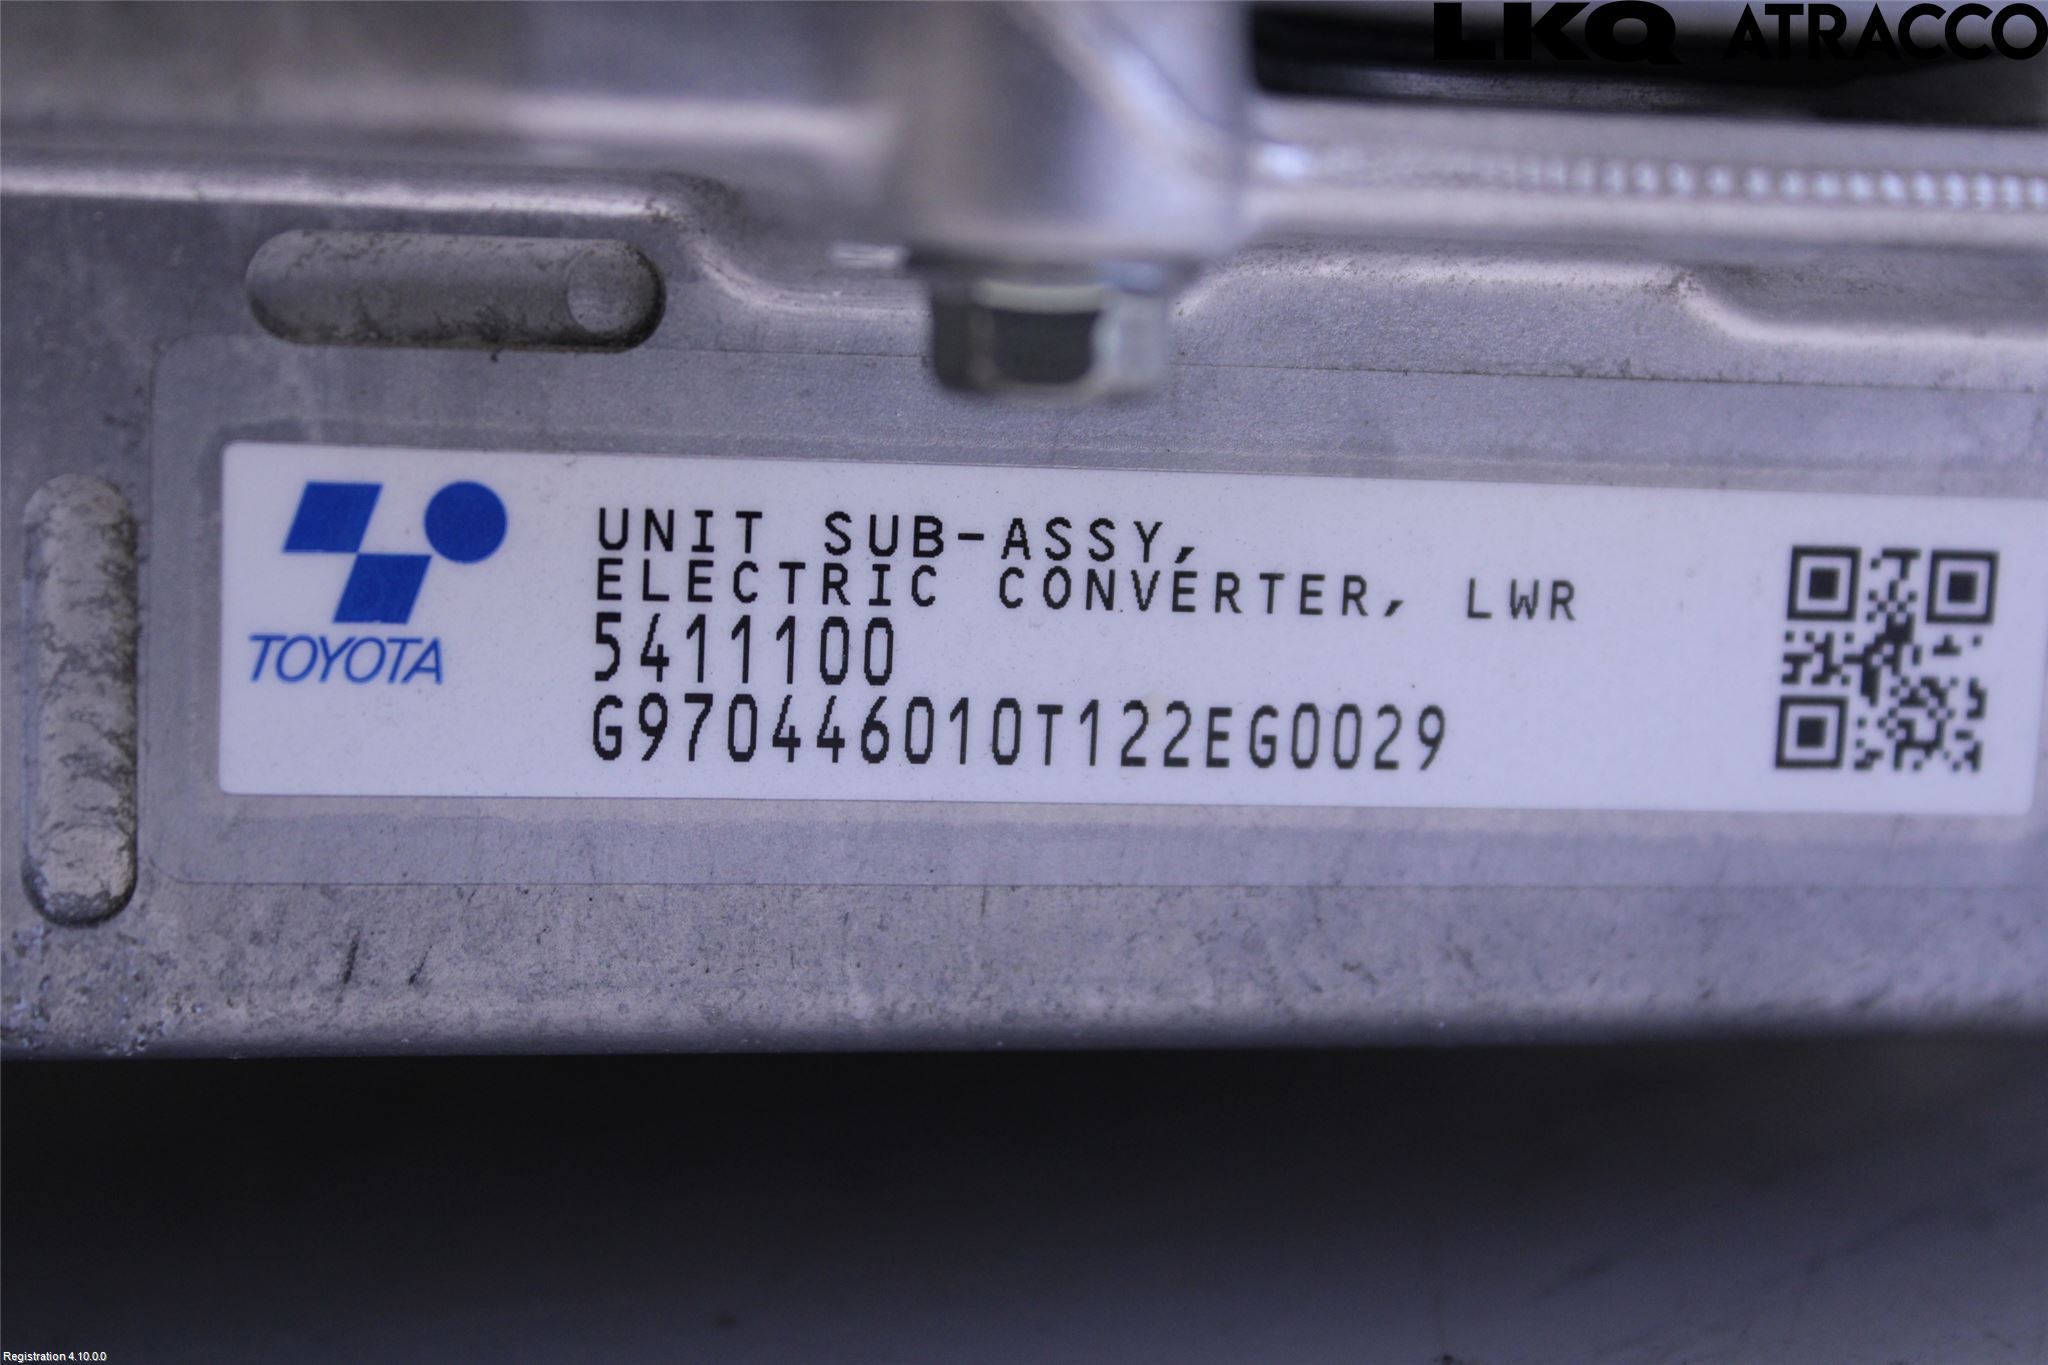 LKQ ATRACCO
UNIT SUB-ASSY,
ELECTRIC CONVERTER, LWR
5411100
G970446010T122EG0029
TOYOTA
Registration 4.10.0.0